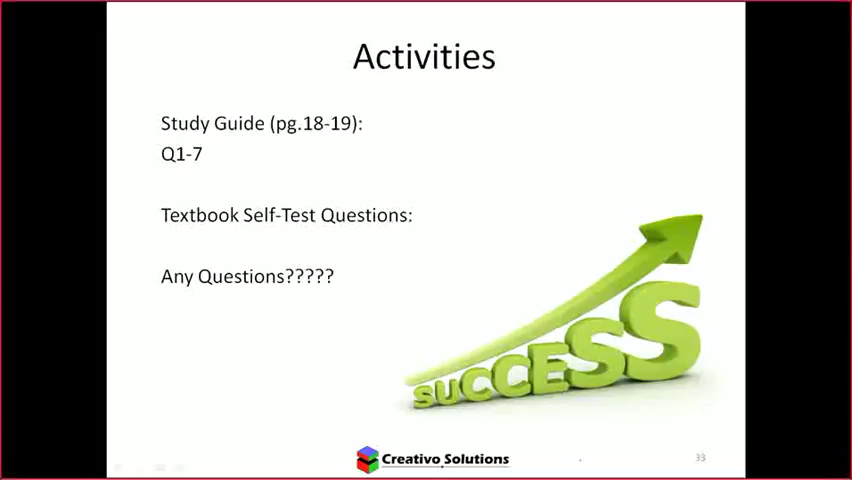 Activities
Study Guide (pg.18-19):
Q1-7
Textbook Self-Test Questions:
Any Questions?????
SUCCESS
Creativo Solutions
33